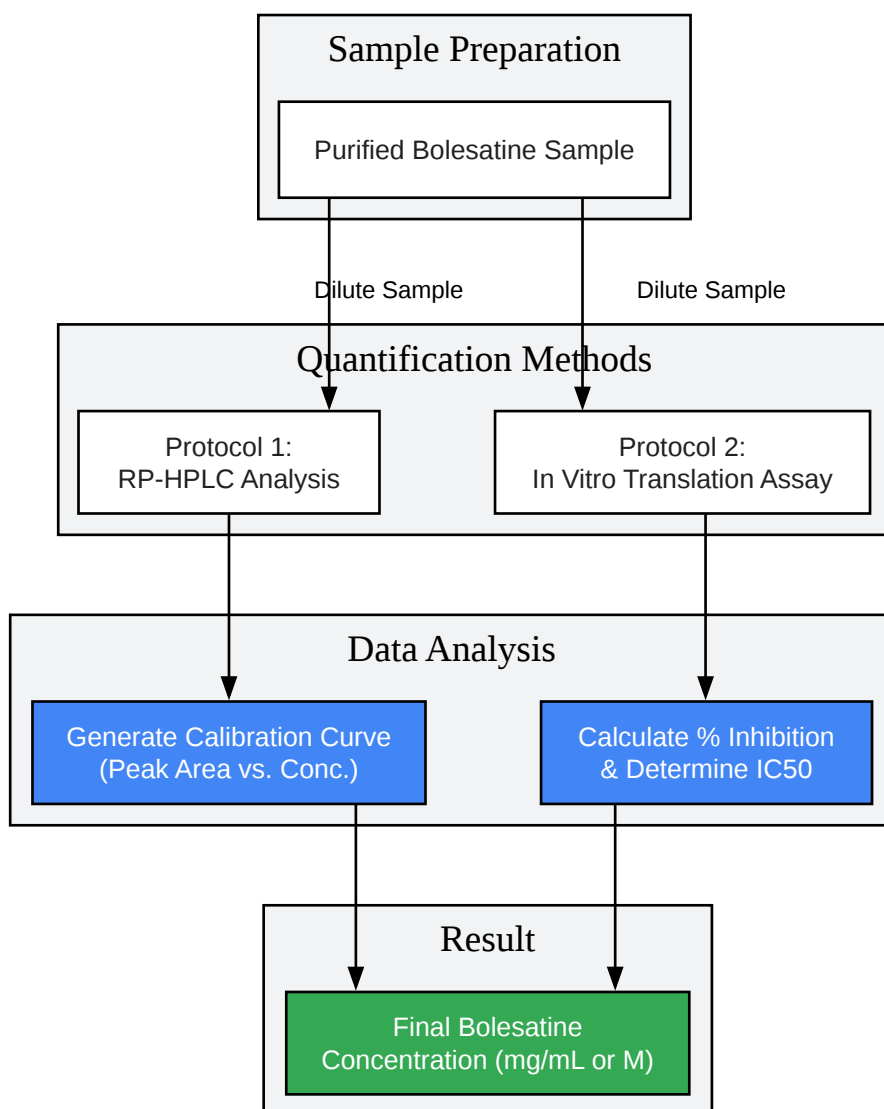 Sample Preparation
Purified Bolesatine Sample
Dilute Sample
Dilute Sample
Quantification Methods
Protocol 1:
RP-HPLC Analysis
Protocol 2:
In Vitro Translation Assay
Data Analysis
Generate Calibration Curve
(Peak Area vs. Conc.)
Calculate % Inhibition
& Determine IC50
Result
Final Bolesatine
Concentration (mg/mL or M)